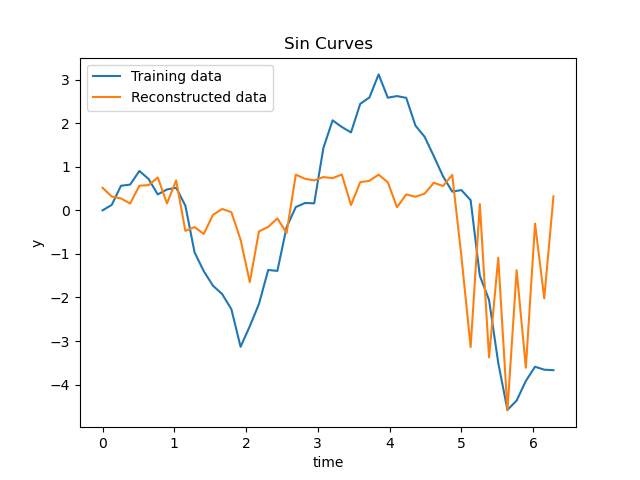 Sin Curves
Training data
Reconstructed data
3
2
1
0
−1
−2
−3
−4
y
0 1 2 3 4 5 6
time